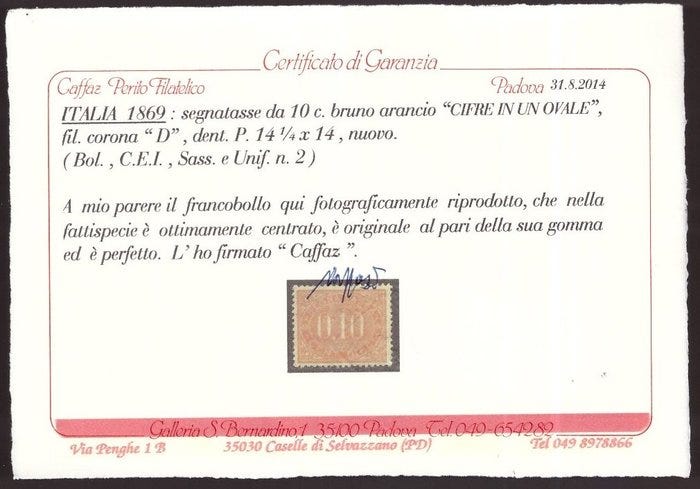 Certificato di Garanzia
Caffaz Perito Filatelico
Padova 31.8.2014
ITALIA 1869 : segnatasse da 10 c. bruno arancio "CIFRE IN UN OVALE",
fil. corona " D" , dent. P. 14 ¼ x 14 , nuovo.
( Bol. , C.E.I. , Sass. e Unif. n. 2 )
A mio parere il francobollo qui fotograficamente riprodotto, che nella
fattispecie è ottimamente centrato, è originale al pari della sua gomma
ed è perfetto. L' ho firmato " Caffaz ".
0,10
Galleria S. Bernardino,1 35100 Padova Tel.049-654289
Via Penghe 1 B 35030 Caselle di Selvazzano (PD) Tel 049 8978866